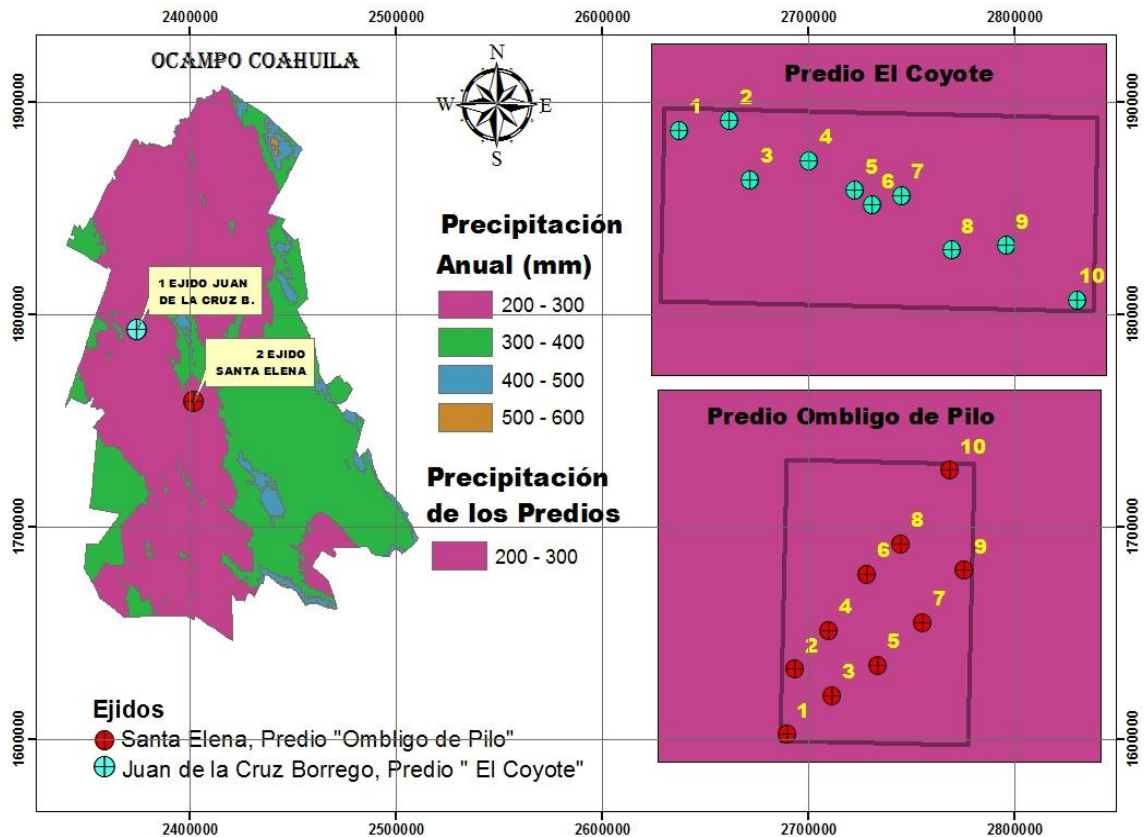 2400000 2500000 2600000 2700000 2800000
OCAMPO COAHUILA
N
W E
S
1900000
1800000
1700000
1600000
1 EJIDO JUAN
DE LA CRUZ B.
2 EJIDO
SANTA ELENA
Precipitación
Anual (mm)
200 - 300
300 - 400
400 - 500
500 - 600
Precipitación
de los Predios
200 - 300
Ejidos
Santa Elena, Predio "Ombligo de Pilo"
Juan de la Cruz Borrego, Predio " El Coyote"
Predio El Coyote
1
2
3
4
5
6
7
8
9
10
Predio Ombligo de Pilo
10
8
9
6
7
4
5
2
3
1
1900000
1800000
1700000
1600000
2400000 2500000 2600000 2700000 2800000